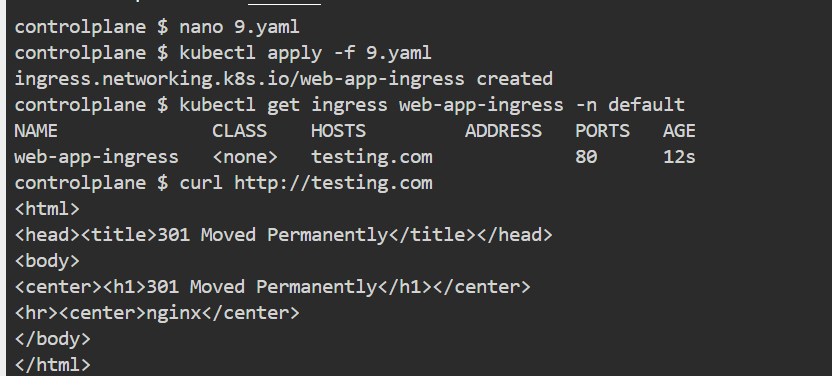 controlplane $ nano 9.yaml
controlplane $ kubectl apply -f 9.yaml
ingress.networking.k8s.io/web-app-ingress created
controlplane $ kubectl get ingress web-app-ingress -n default
NAME              CLASS    HOSTS         ADDRESS   PORTS   AGE
web-app-ingress   <none>   testing.com             80      12s
controlplane $ curl http://testing.com
<html>
<head><title>301 Moved Permanently</title></head>
<body>
<center><h1>301 Moved Permanently</h1></center>
<hr><center>nginx</center>
</body>
</html>